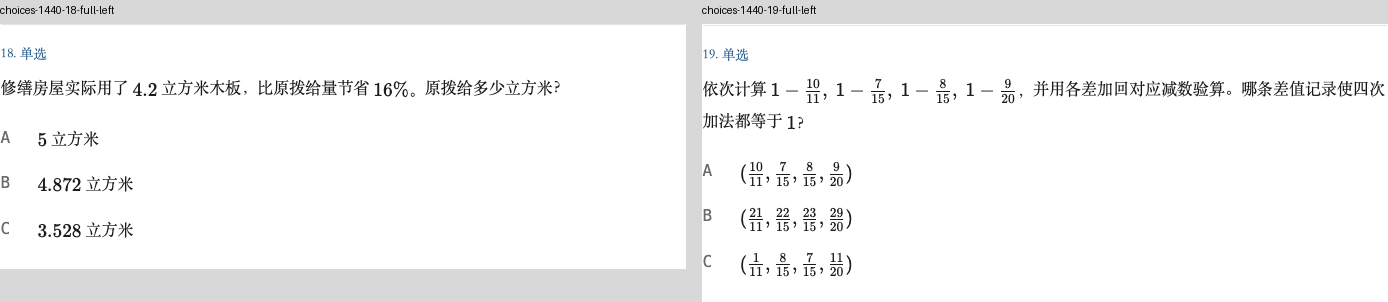 choices-1440-18-full-left
18. 单选
修缮房屋实际用了 4.2 立方米木板，比原拨给量节省 16%。原拨给多少立方米？
A 5 立方米
B 4.872 立方米
C 3.528 立方米
choices-1440-19-full-left
19. 单选
依次计算 1 − 10/11, 1 − 7/15, 1 − 8/15, 1 − 9/20，并用各差加回对应减数验算。哪条差值记录使四次
加法都等于 1?
A (10/11, 7/15, 8/15, 9/20)
B (21/11, 22/15, 23/15, 29/20)
C (1/11, 8/15, 7/15, 11/20)